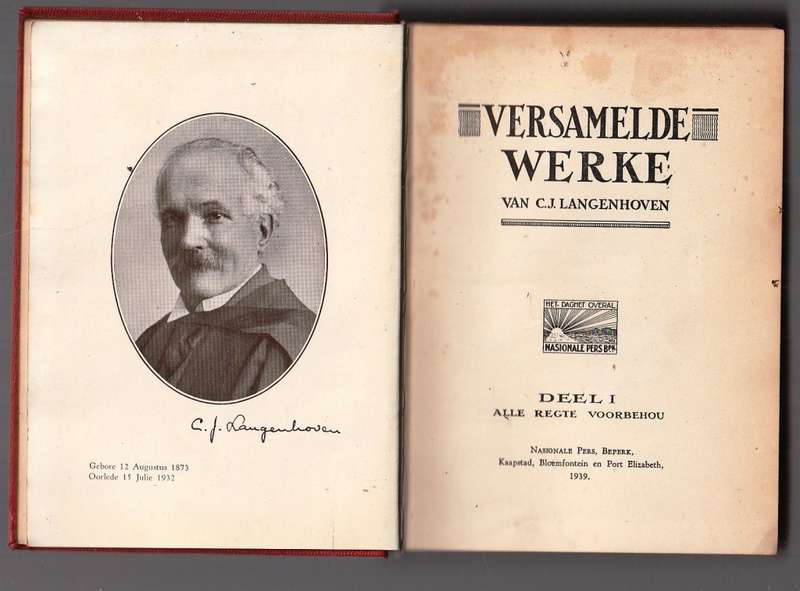 C. J. Langenhoven
Gebore 12 Augustus 1873
Oorlede 15 Julie 1932
VERSAMELDE
WERKE
VAN C.J. LANGENHOVEN
HET DAGHET OVERAL
NASIONALE PERS BPK.
DEEL I
ALLE REGTE VOORBEHOU
NASIONALE PERS, BEPERK,
Kaapstad, Bloemfontein en Port Elizabeth,
1939.